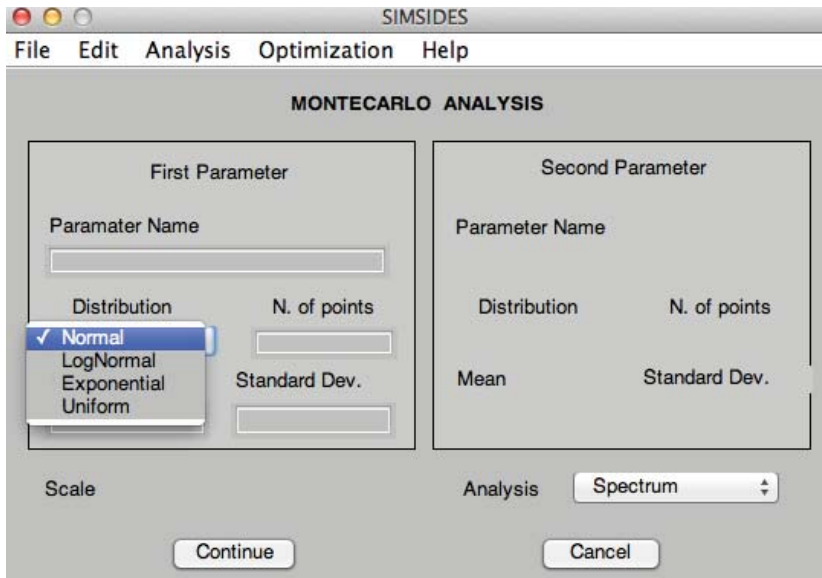 SIMSIDES
File Edit Analysis Optimization Help
MONTECARLO ANALYSIS
First Parameter
Paramater Name
Distribution N. of points
✓ Normal
LogNormal
Exponential
Uniform
Standard Dev.
Second Parameter
Parameter Name
Distribution N. of points
Mean Standard Dev.
Scale
Analysis Spectrum
Continue Cancel